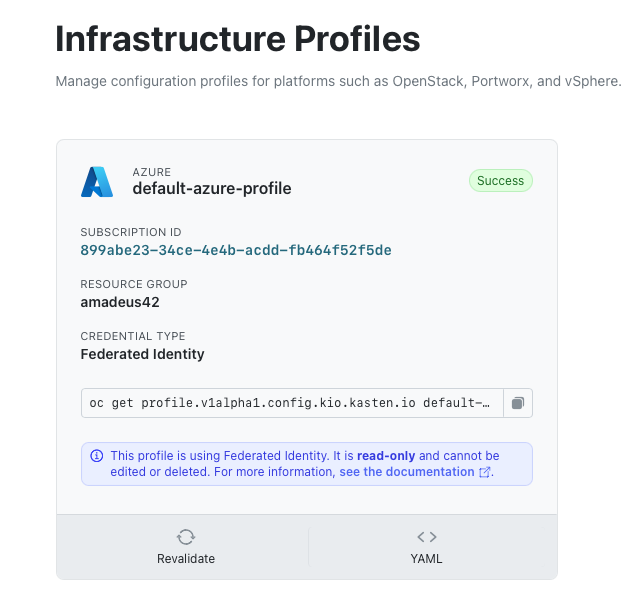 Infrastructure Profiles
Manage configuration profiles for platforms such as OpenStack, Portworx, and vSphere.
AZURE
default-azure-profile
Success
SUBSCRIPTION ID
899abe23-34ce-4e4b-acdd-fb464f52f5de
RESOURCE GROUP
amadeus42
CREDENTIAL TYPE
Federated Identity
oc get profile.v1alpha1.config.kio.kasten.io default-…
This profile is using Federated Identity. It is read-only and cannot be
edited or deleted. For more information, see the documentation.
Revalidate
YAML